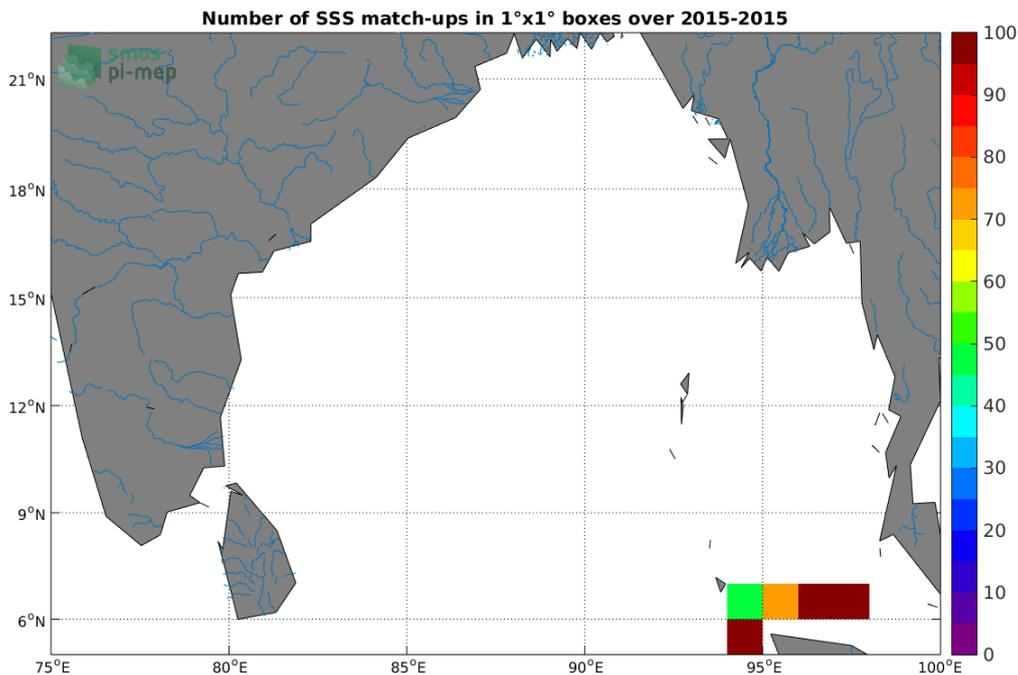 Number of SSS match-ups in 1°x1° boxes over 2015-2015
smos
pi-mep
21°N
18°N
15°N
12°N
9°N
6°N
75°E
80°E
85°E
90°E
95°E
100°E
100
90
80
70
60
50
40
30
20
10
0